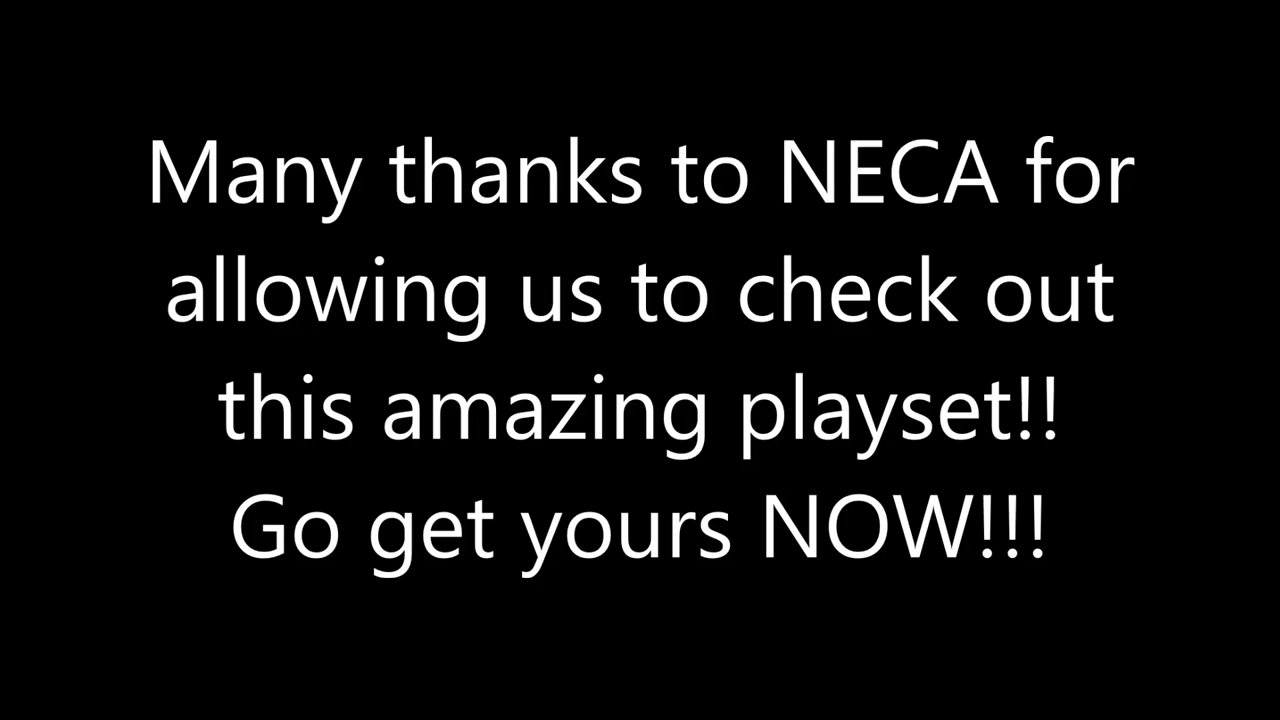 Many thanks to NECA for
allowing us to check out
this amazing playset!!
Go get yours NOW!!!